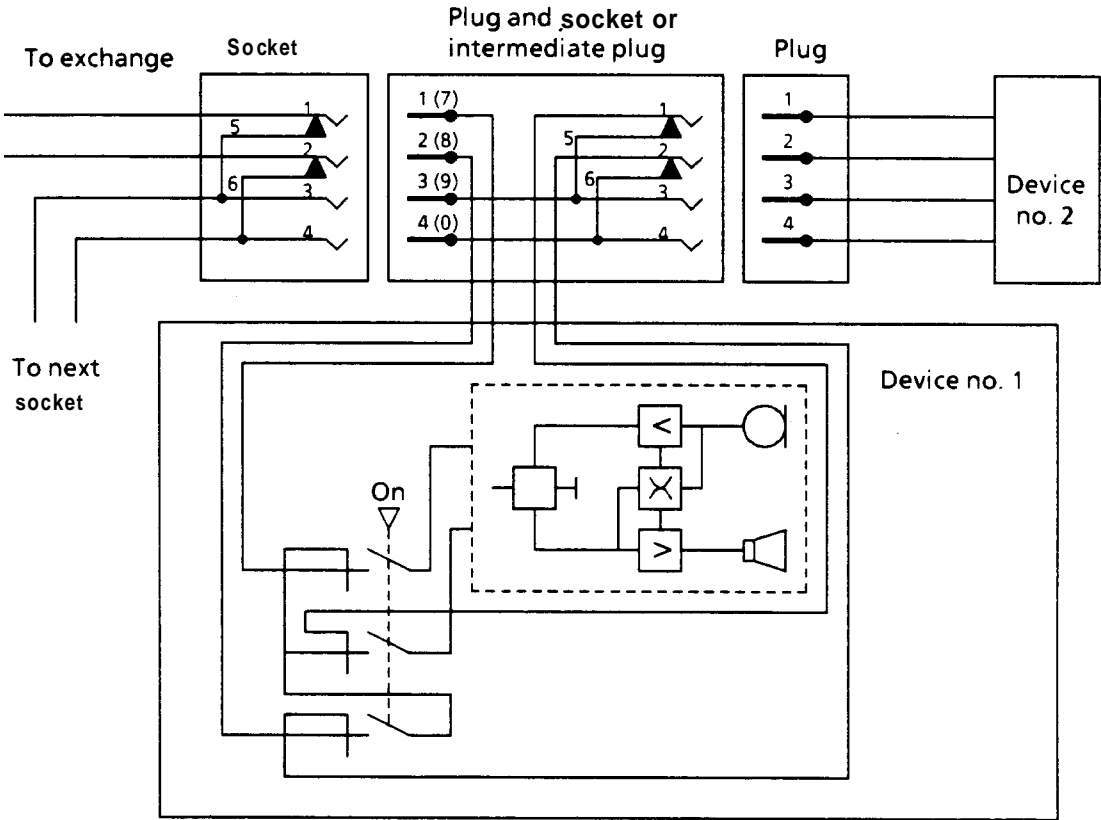 To exchange
Socket
Plug and socket or
intermediate plug
Plug
1
5
2
6
3
4
1 (7)
2 (8)
3 (9)
4 (0)
1
5
2
6
3
4
1
2
3
4
Device
no. 2
To next
socket
Device no. 1
On